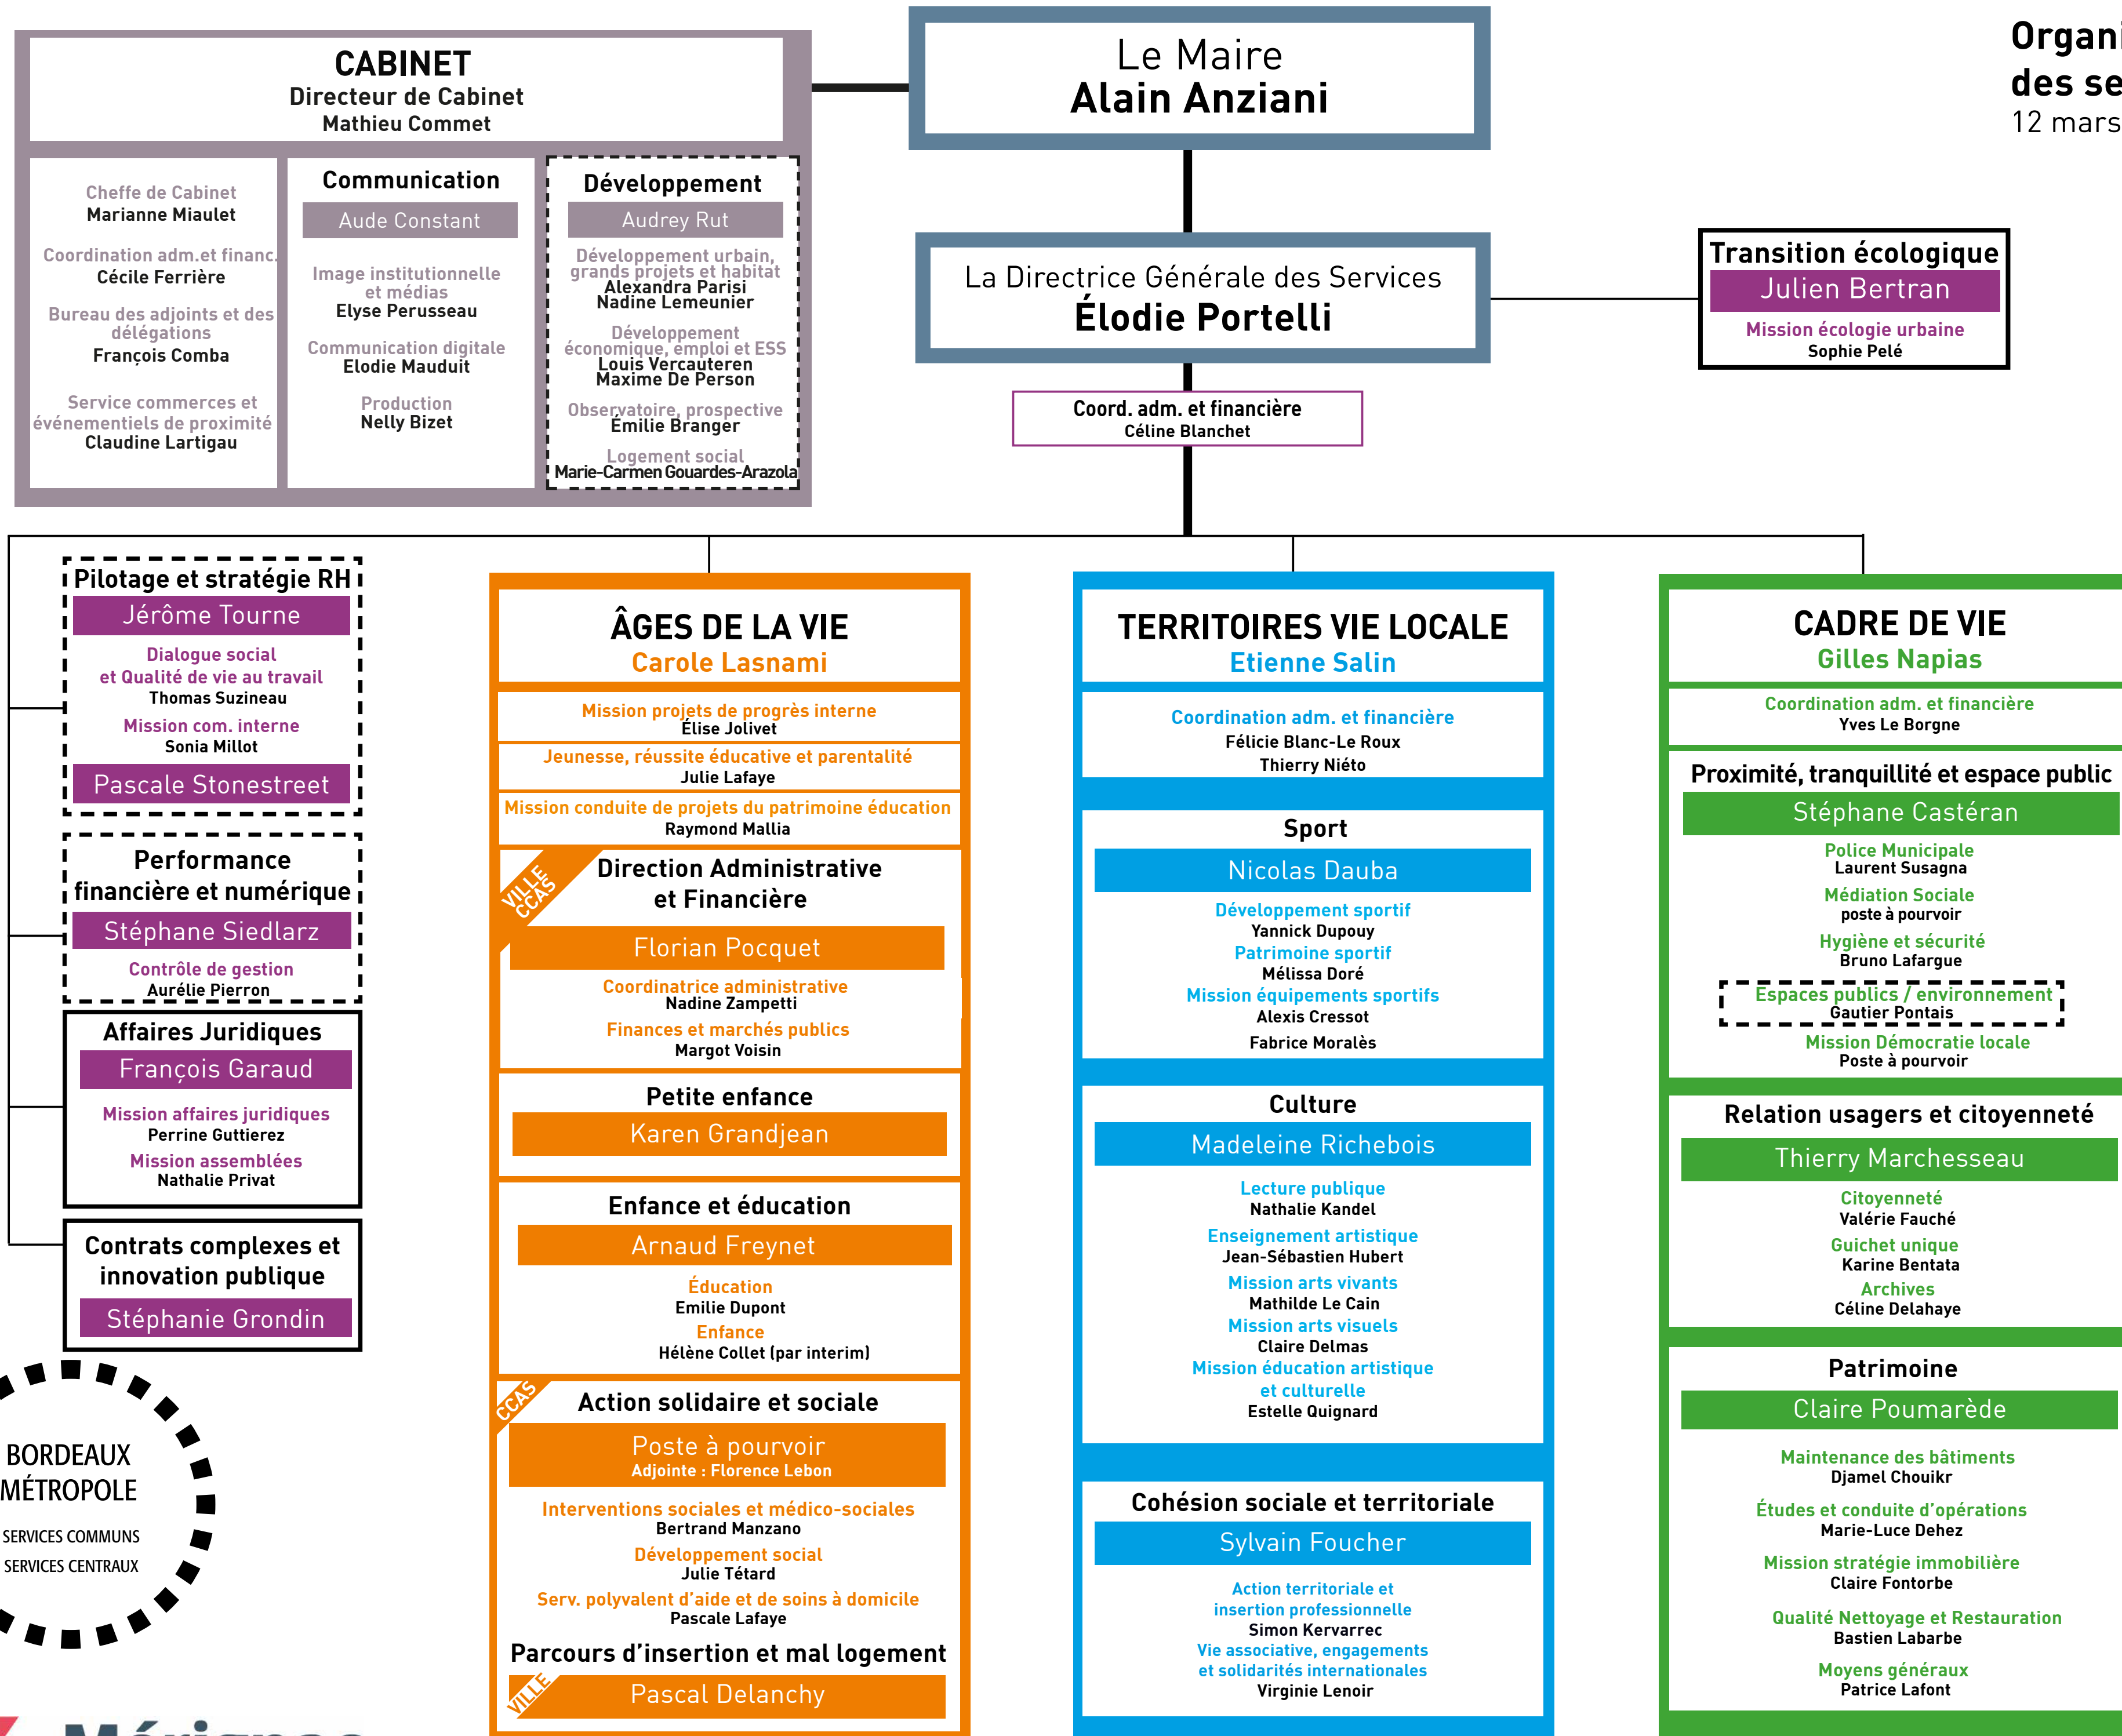 Organi
des se
12 mars
Le Maire
Alain Anziani
CABINET
Directeur de Cabinet
Mathieu Commet
Cheffe de Cabinet
Marianne Miaulet
Coordination adm.et financ.
Cécile Ferrière
Bureau des adjoints et des
délégations
François Comba
Service commerces et
événementiels de proximité
Claudine Lartigau
Communication
Aude Constant
Image institutionnelle
et médias
Elyse Perusseau
Communication digitale
Elodie Mauduit
Production
Nelly Bizet
Développement
Audrey Rut
Développement urbain,
grands projets et habitat
Alexandra Parisi
Nadine Lemeunier
Développement
économique, emploi et ESS
Louis Vercauteren
Maxime De Person
Observatoire, prospective
Émilie Branger
Logement social
Marie-Carmen Gouardes-Arazola
La Directrice Générale des Services
Élodie Portelli
Transition écologique
Julien Bertran
Mission écologie urbaine
Sophie Pelé
Coord. adm. et financière
Céline Blanchet
Pilotage et stratégie RH
Jérôme Tourne
Dialogue social
et Qualité de vie au travail
Thomas Suzineau
Mission com. interne
Sonia Millot
Pascale Stonestreet
Performance
financière et numérique
Stéphane Siedlarz
Contrôle de gestion
Aurélie Pierron
Affaires Juridiques
François Garaud
Mission affaires juridiques
Perrine Guttierez
Mission assemblées
Nathalie Privat
Contrats complexes et
innovation publique
Stéphanie Grondin
BORDEAUX
MÉTROPOLE
SERVICES COMMUNS
SERVICES CENTRAUX
ÂGES DE LA VIE
Carole Lasnami
Mission projets de progrès interne
Élise Jolivet
Jeunesse, réussite éducative et parentalité
Julie Lafaye
Mission conduite de projets du patrimoine éducation
Raymond Mallia
VILLE
CCAS
Direction Administrative
et Financière
Florian Pocquet
Coordinatrice administrative
Nadine Zampetti
Finances et marchés publics
Margot Voisin
Petite enfance
Karen Grandjean
Enfance et éducation
Arnaud Freynet
Éducation
Emilie Dupont
Enfance
Hélène Collet (par interim)
CCAS
Action solidaire et sociale
Poste à pourvoir
Adjointe : Florence Lebon
Interventions sociales et médico-sociales
Bertrand Manzano
Développement social
Julie Tétard
Serv. polyvalent d'aide et de soins à domicile
Pascale Lafaye
Parcours d'insertion et mal logement
VILLE
Pascal Delanchy
TERRITOIRES VIE LOCALE
Etienne Salin
Coordination adm. et financière
Félicie Blanc-Le Roux
Thierry Niéto
Sport
Nicolas Dauba
Développement sportif
Yannick Dupouy
Patrimoine sportif
Mélissa Doré
Mission équipements sportifs
Alexis Cressot
Fabrice Moralès
Culture
Madeleine Richebois
Lecture publique
Nathalie Kandel
Enseignement artistique
Jean-Sébastien Hubert
Mission arts vivants
Mathilde Le Cain
Mission arts visuels
Claire Delmas
Mission éducation artistique
et culturelle
Estelle Quignard
Cohésion sociale et territoriale
Sylvain Foucher
Action territoriale et
insertion professionnelle
Simon Kervarrec
Vie associative, engagements
et solidarités internationales
Virginie Lenoir
CADRE DE VIE
Gilles Napias
Coordination adm. et financière
Yves Le Borgne
Proximité, tranquillité et espace public
Stéphane Castéran
Police Municipale
Laurent Susagna
Médiation Sociale
poste à pourvoir
Hygiène et sécurité
Bruno Lafargue
Espaces publics / environnement
Gautier Pontais
Mission Démocratie locale
Poste à pourvoir
Relation usagers et citoyenneté
Thierry Marchesseau
Citoyenneté
Valérie Fauché
Guichet unique
Karine Bentata
Archives
Céline Delahaye
Patrimoine
Claire Poumarède
Maintenance des bâtiments
Djamel Chouikr
Études et conduite d'opérations
Marie-Luce Dehez
Mission stratégie immobilière
Claire Fontorbe
Qualité Nettoyage et Restauration
Bastien Labarbe
Moyens généraux
Patrice Lafont